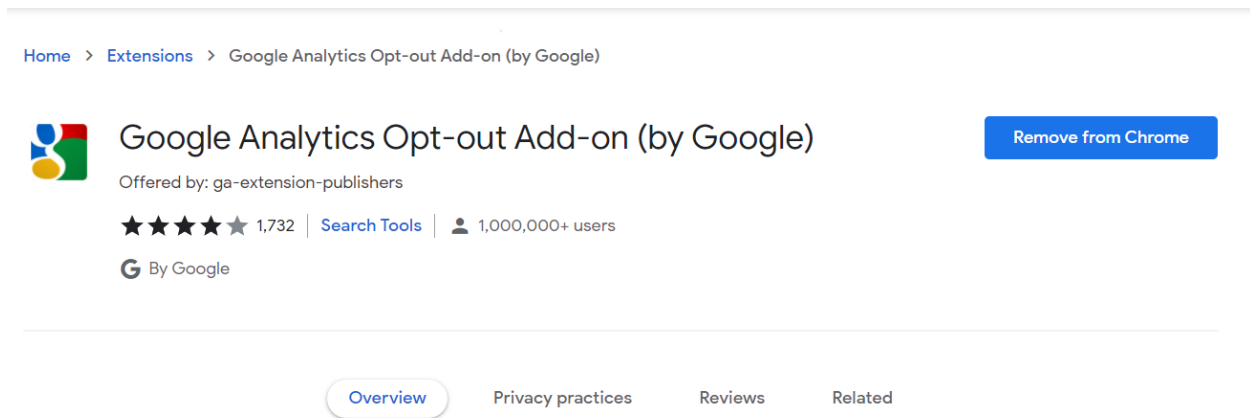 Home > Extensions > Google Analytics Opt-out Add-on (by Google)
Google Analytics Opt-out Add-on (by Google)
Remove from Chrome
Offered by: ga-extension-publishers
1,732 | Search Tools | 1,000,000+ users
G By Google
Overview Privacy practices Reviews Related